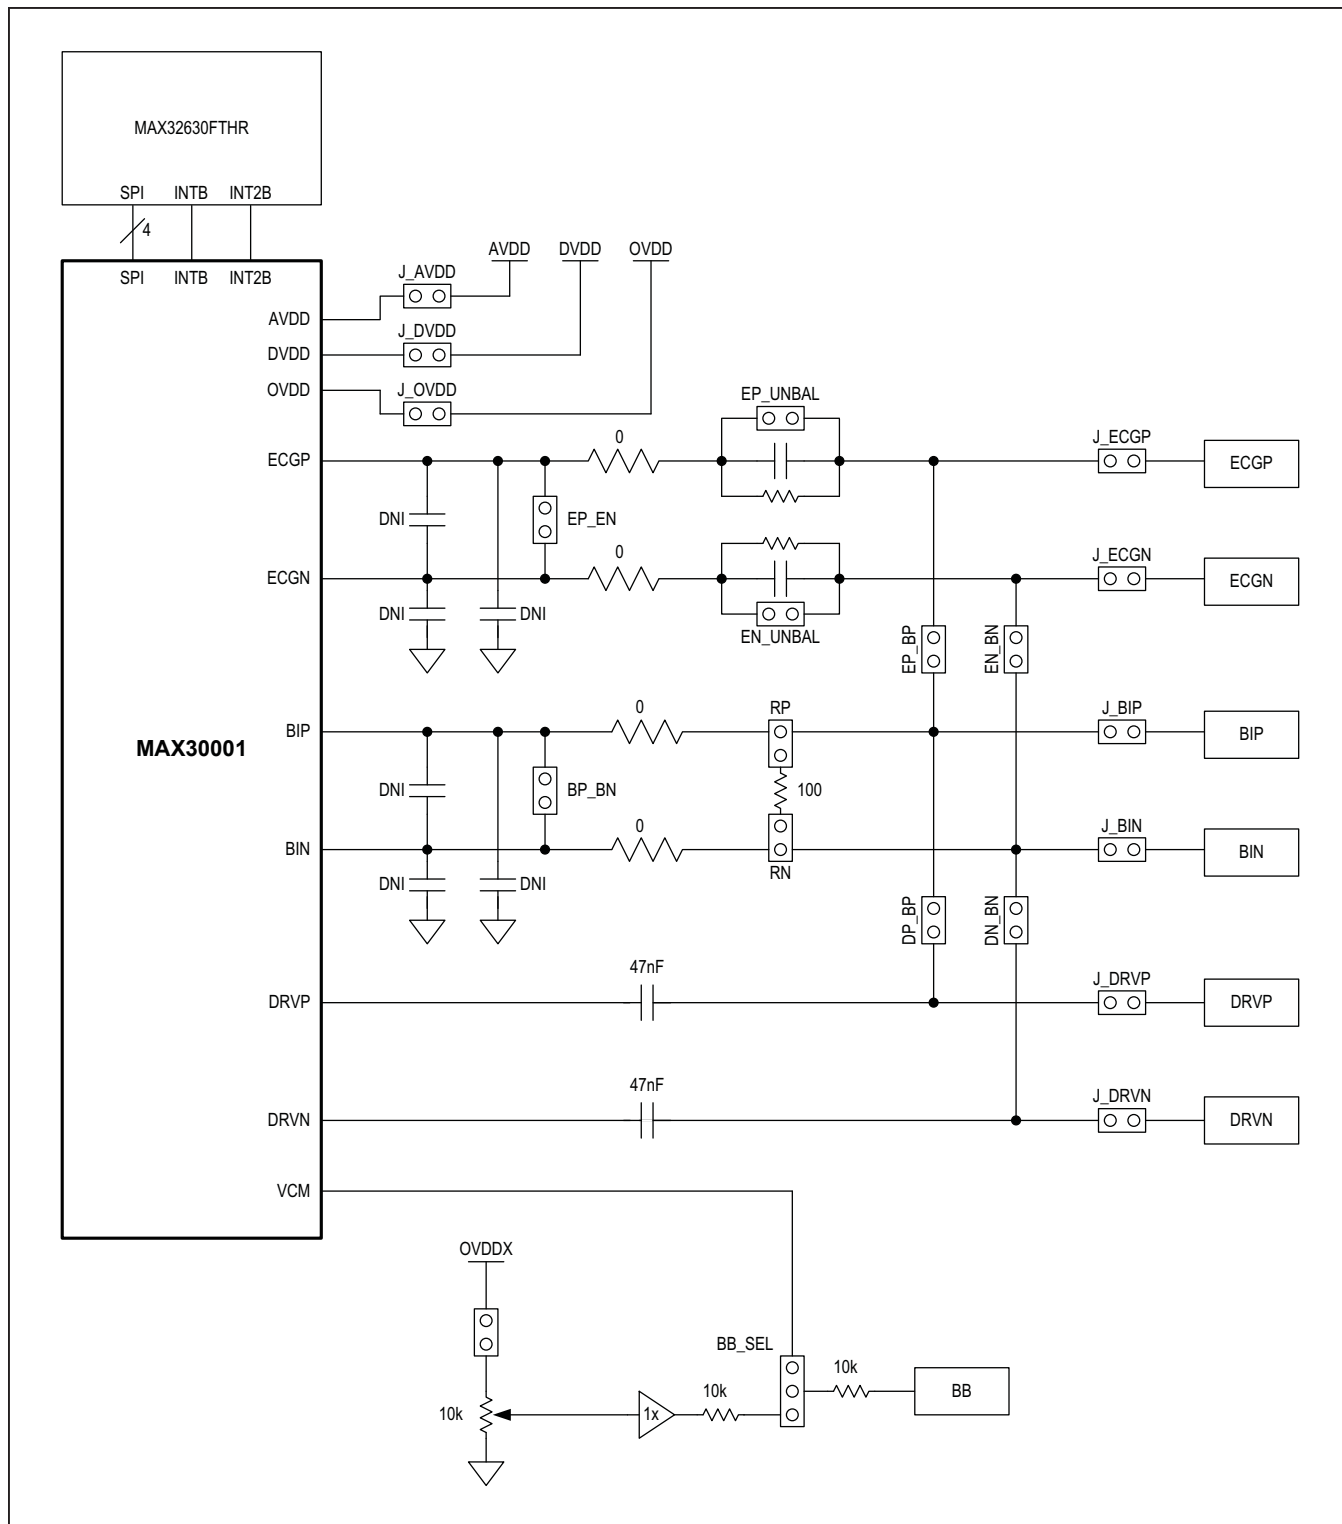 MAX32630FTHR
SPI INTB INT2B
4
SPI INTB INT2B
AVDD DVDD OVDD
J_AVDD
AVDD
J_DVDD
DVDD
J_OVDD
OVDD
EP_UNBAL
0
J_ECGP
ECGP
ECGP
DNI
EP_EN
0
J_ECGN
ECGN
ECGN
DNI
DNI
EN_UNBAL
EP_BP
EN_BN
0
RP
J_BIP
BIP
BIP
MAX30001
DNI
BP_BN
100
0
J_BIN
BIN
BIN
RN
DNI
DNI
DP_BP
DN_BN
47nF
J_DRVP
DRVP
DRVP
47nF
J_DRVN
DRVN
DRVN
VCM
OVDDX
BB_SEL
10k
10k
1x
10k
BB